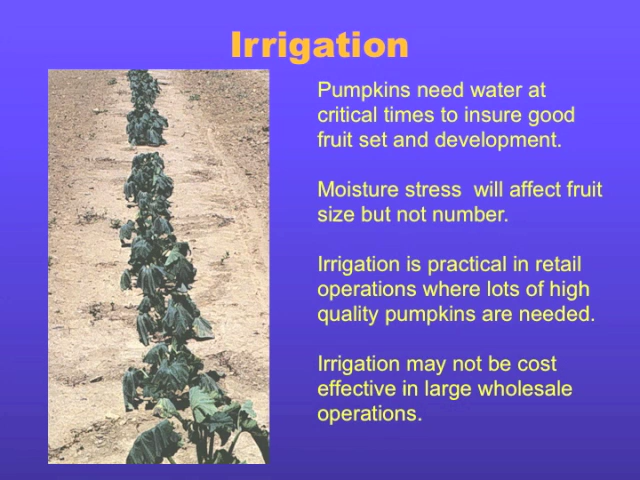 Irrigation
Pumpkins need water at
critical times to insure good
fruit set and development.
Moisture stress  will affect fruit
size but not number.
Irrigation is practical in retail
operations where lots of high
quality pumpkins are needed.
Irrigation may not be cost
effective in large wholesale
operations.